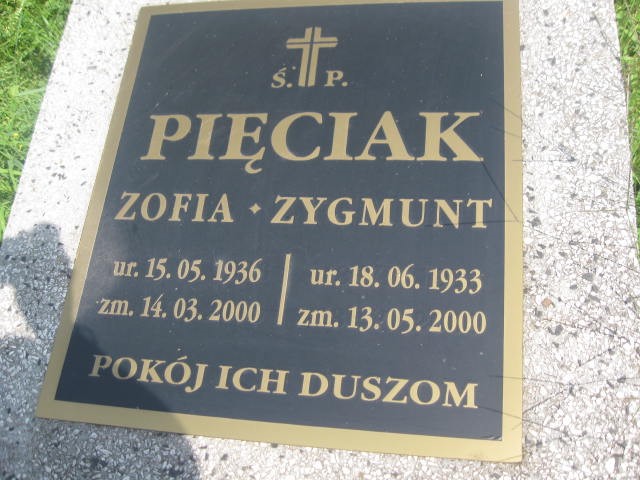 Ś. P.
PIĘCIAK
ZOFIA • ZYGMUNT
ur. 15. 05. 1936 ur. 18. 06. 1933
zm. 14. 03. 2000 zm. 13. 05. 2000
POKÓJ ICH DUSZOM